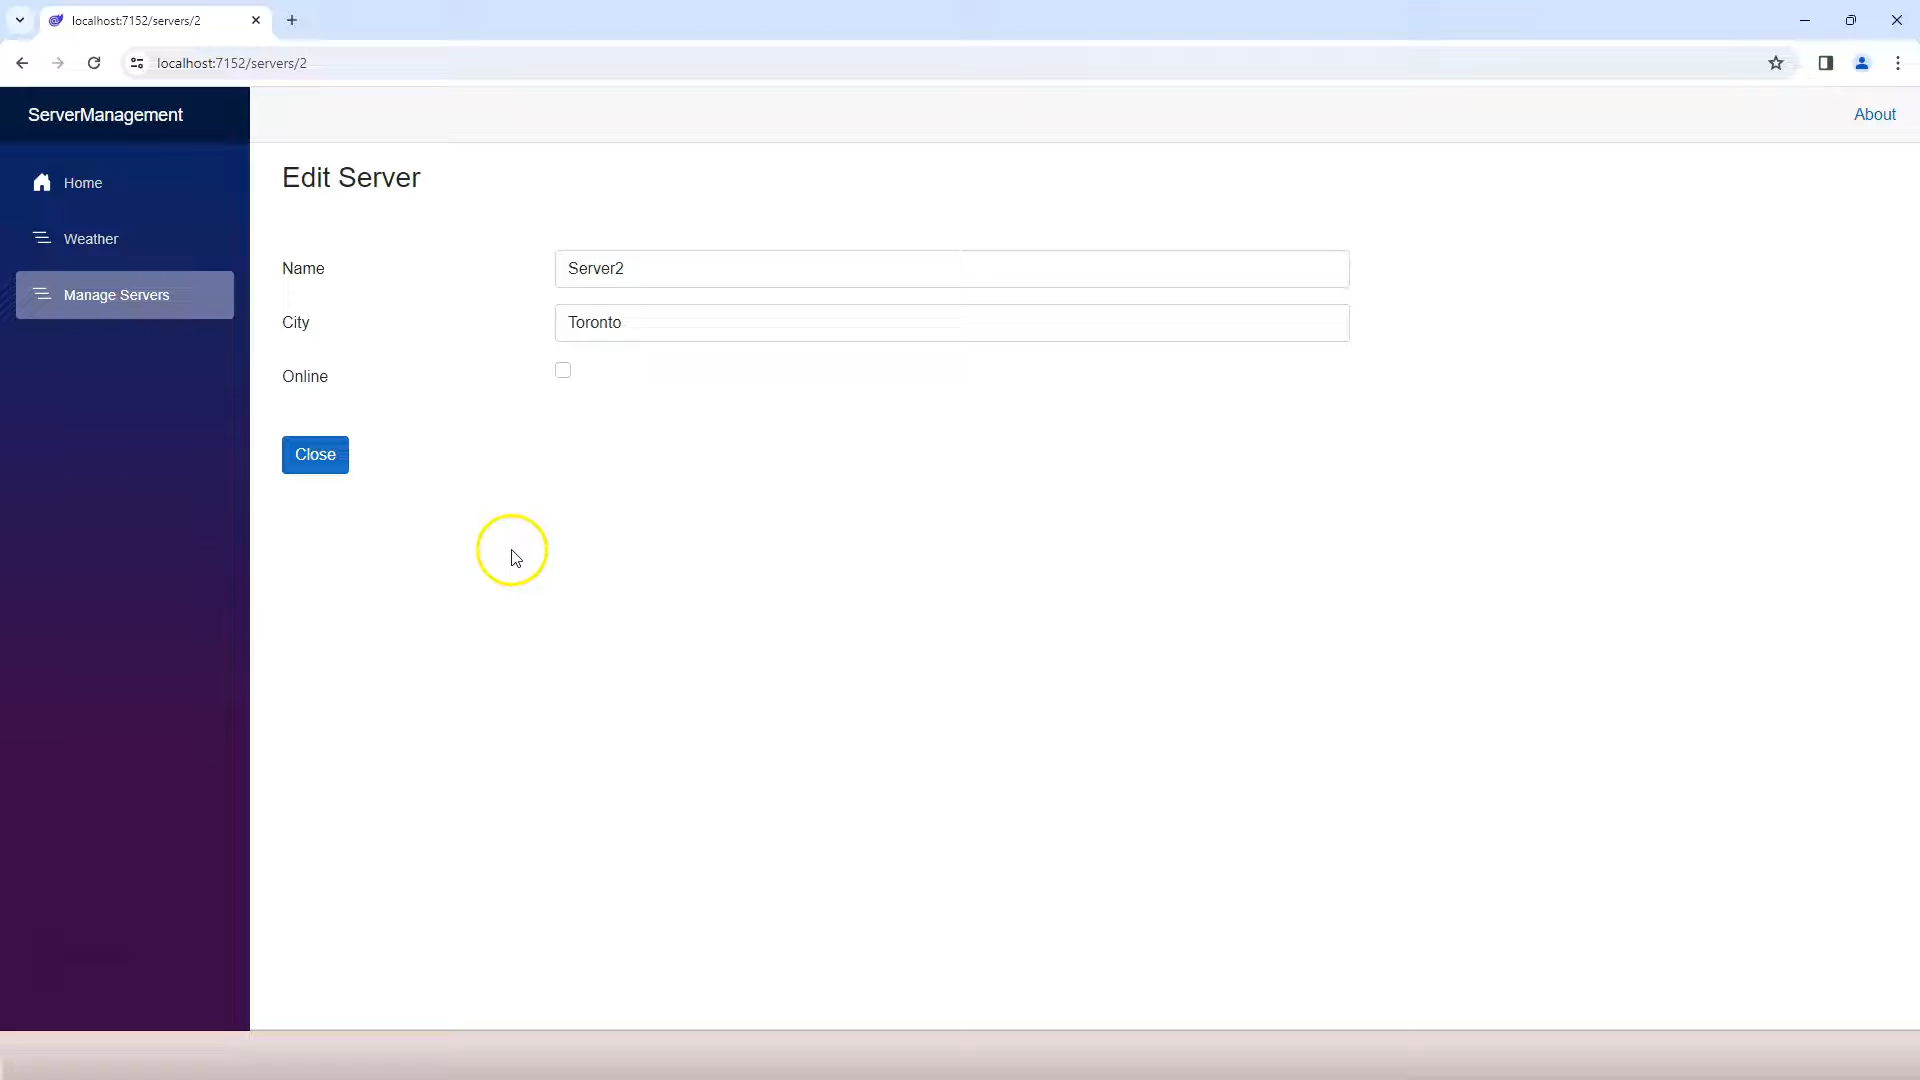 localhost:7152/servers/2
localhost:7152/servers/2
ServerManagement
About
Home
Weather
Manage Servers
Edit Server
Name
Server2
City
Toronto
Online
Close